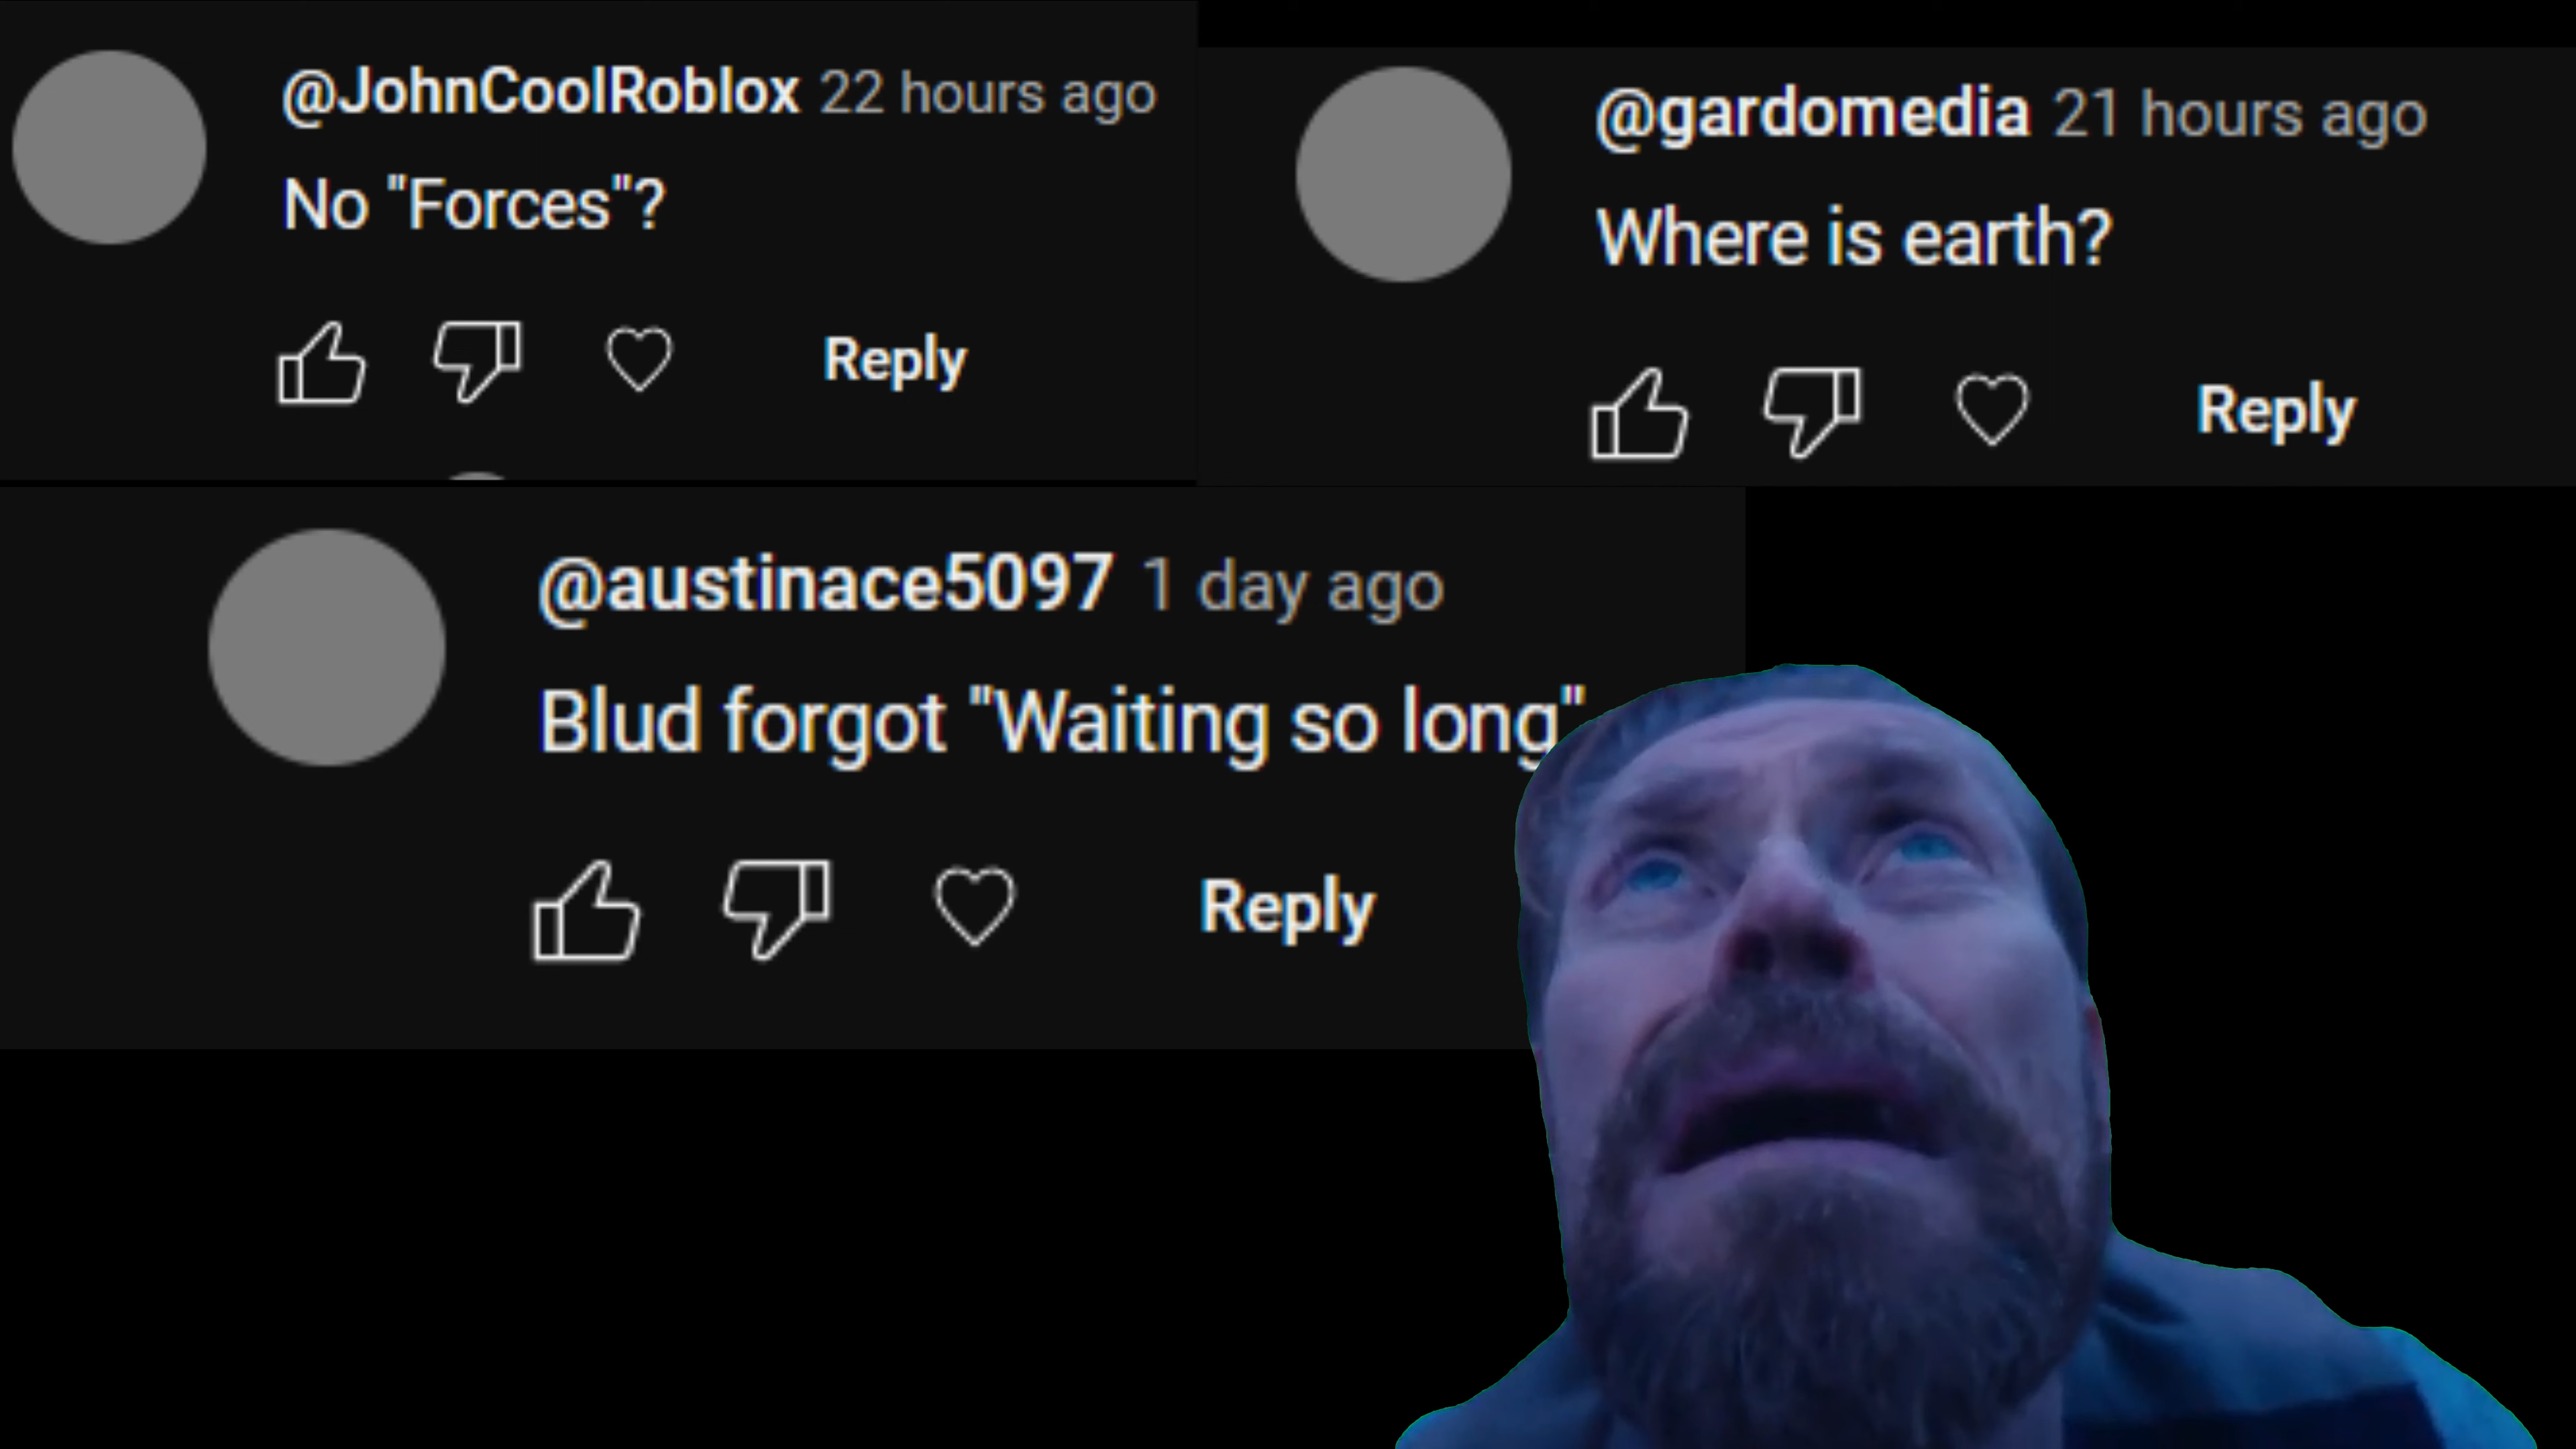 @JohnCoolRoblox 22 hours ago
No "Forces"?
Reply
@gardomedia 21 hours ago
Where is earth?
Reply
@austinace5097 1 day ago
Blud forgot "Waiting so long"
Reply